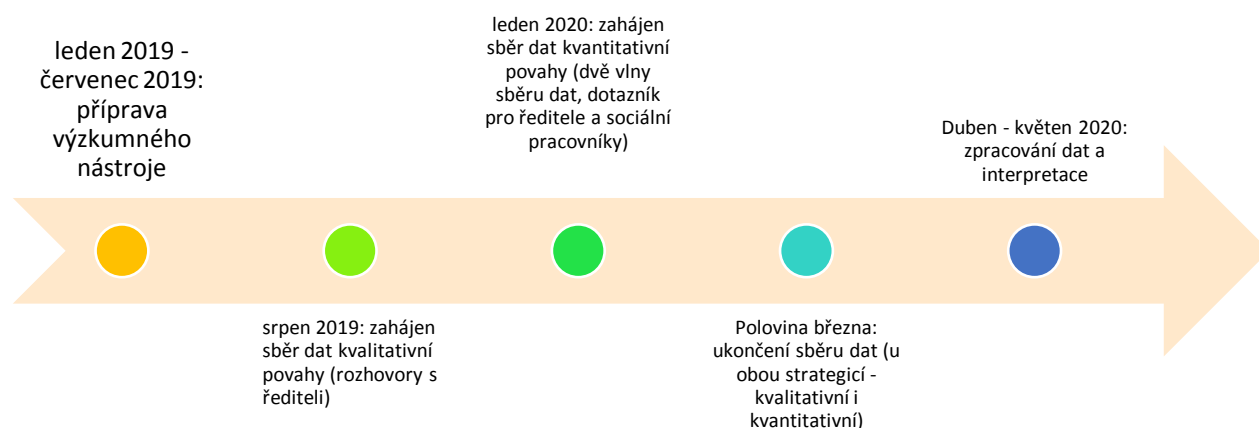 leden 2019 -
červenec 2019:
příprava
výzkumného
nástroje
srpen 2019: zahájen
sběr dat kvalitativní
povahy (rozhovory s
řediteli)
leden 2020: zahájen
sběr dat kvantitativní
povahy (dvě vlny
sběru dat, dotazník
pro ředitele a sociální
pracovníky)
Polovina března:
ukončení sběru dat (u
obou strategicí -
kvalitativní i
kvantitativní)
Duben - květen 2020:
zpracování dat a
interpretace